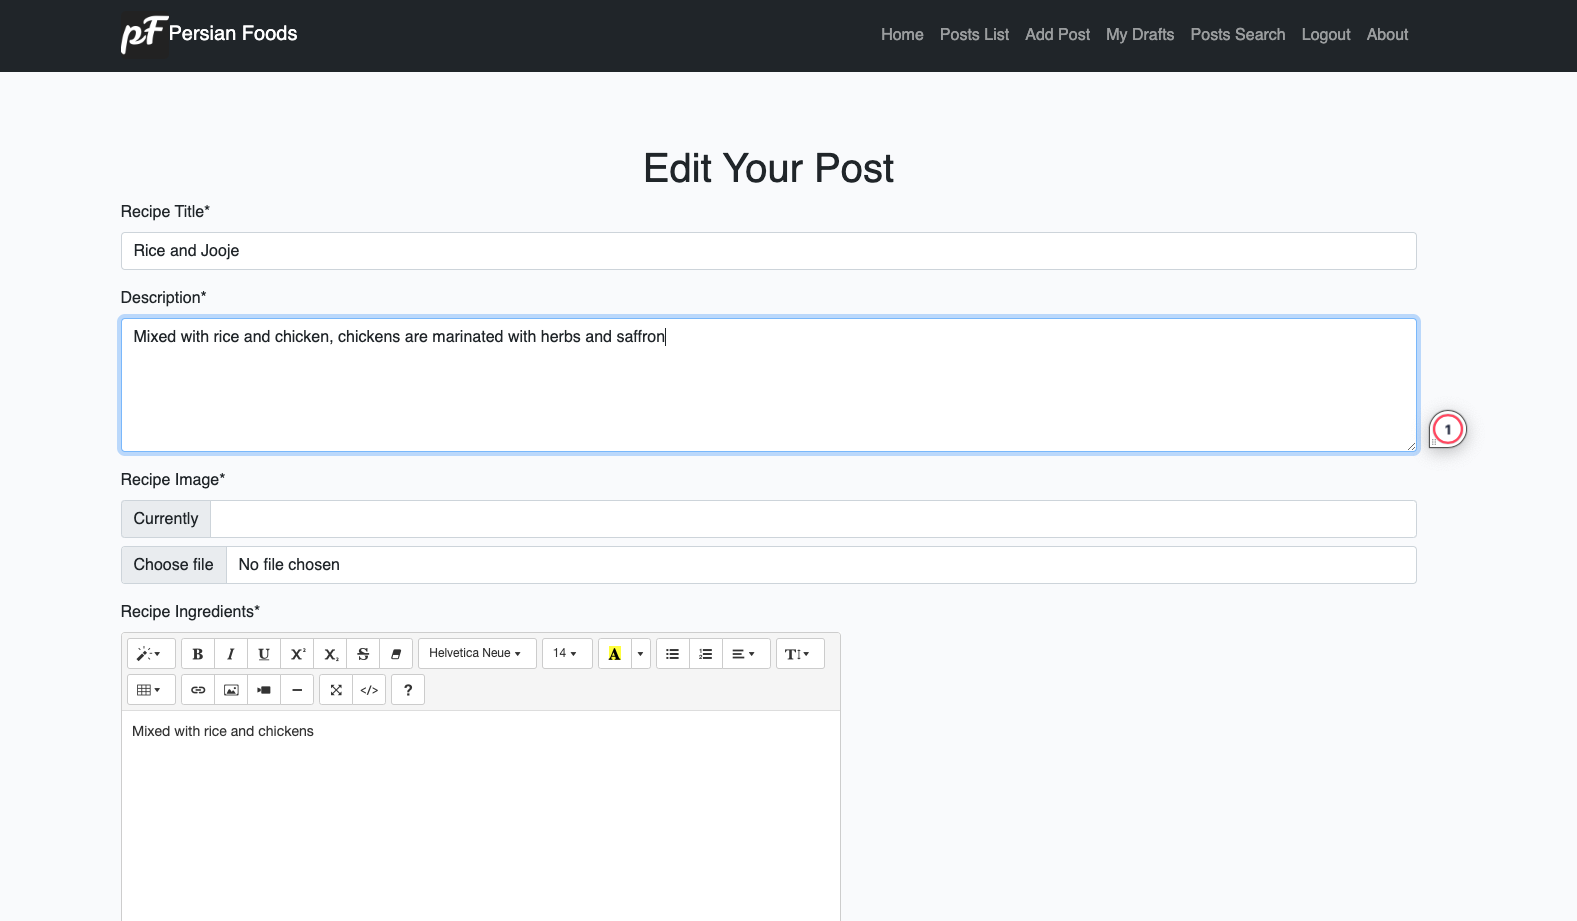 pF Persian Foods
Home Posts List Add Post My Drafts Posts Search Logout About
Edit Your Post
Recipe Title*
Rice and Jooje
Description*
Mixed with rice and chicken, chickens are marinated with herbs and saffron
1
Recipe Image*
Currently
Choose file No file chosen
Recipe Ingredients*
B I U X² X₂ S Helvetica Neue 14 A T
</> ?
Mixed with rice and chickens